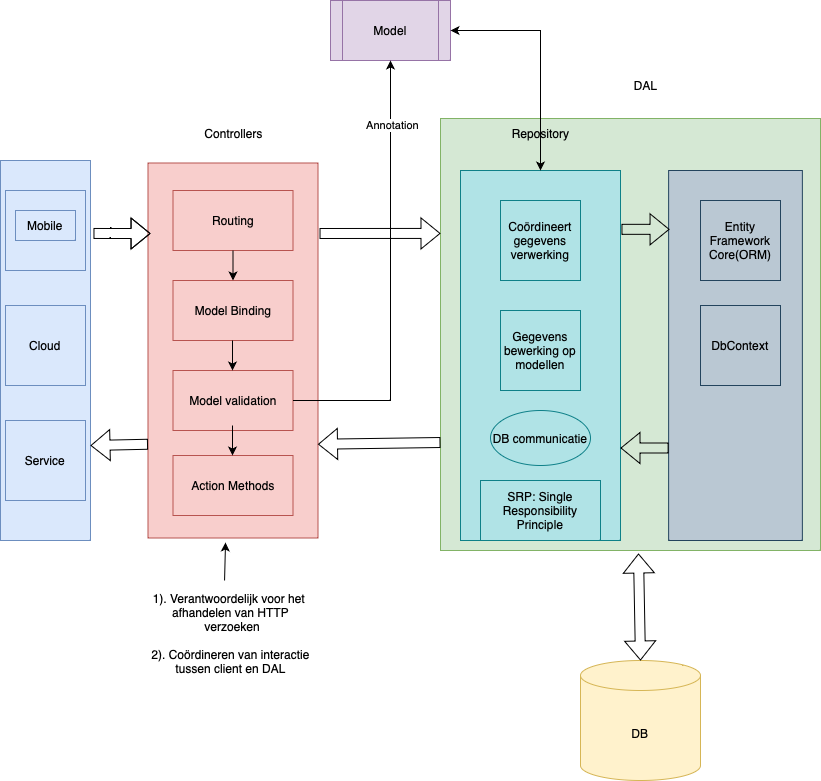 Model
DAL
Annotation
Controllers
Repository
Mobile
Cloud
Service
Routing
Model Binding
Model validation
Action Methods
Coördineert
gegevens
verwerking
Gegevens
bewerking op
modellen
DB communicatie
SRP: Single
Responsibility
Principle
Entity
Framework
Core(ORM)
DbContext
1). Verantwoordelijk voor het
afhandelen van HTTP
verzoeken
2). Coördineren van interactie
tussen client en DAL
DB